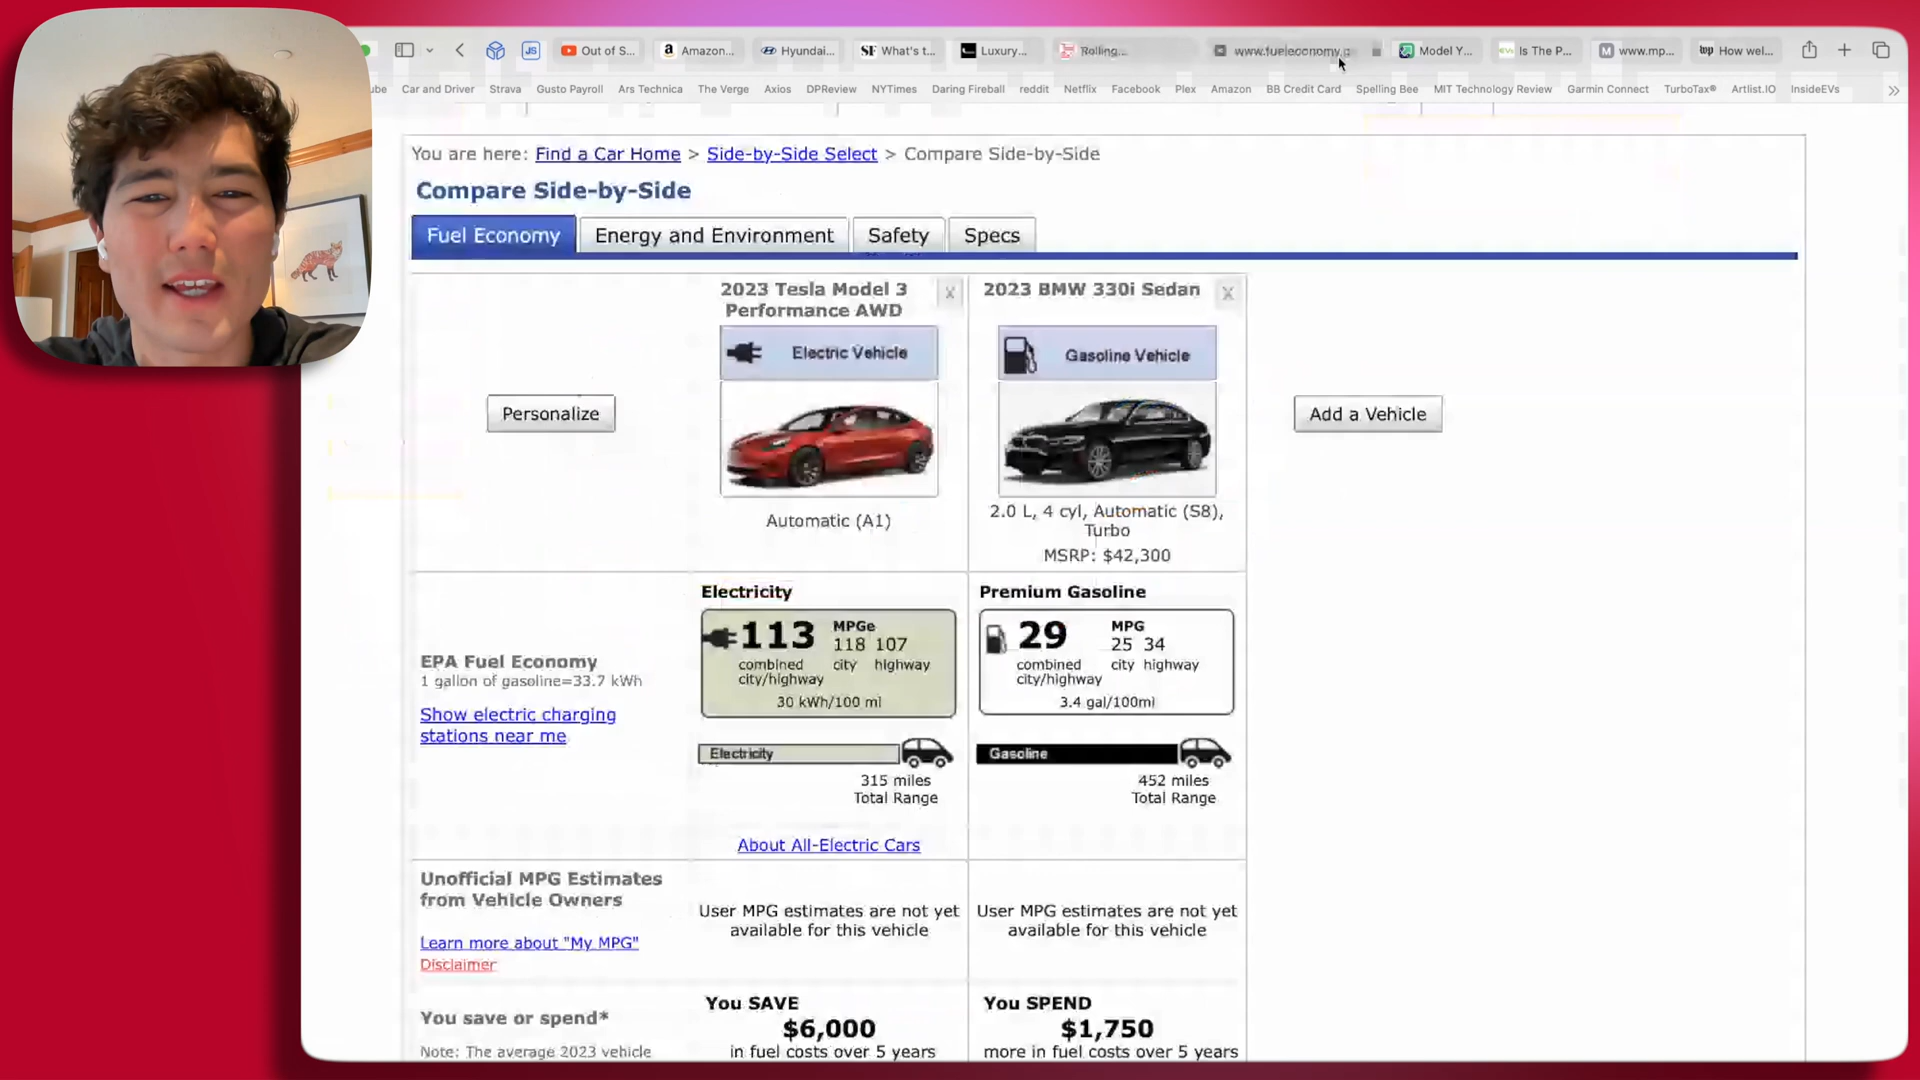 JS
Out of S...
a Amazon...
Hyundai...
SF What's t...
Luxury...
Rolling...
www.fueleconomy.g
Model Y...
Is The P...
M www.mp...
wp How wel...
ube
Car and Driver
Strava
Gusto Payroll
Ars Technica
The Verge
Axios
DPReview
NYTimes
Daring Fireball
reddit
Netflix
Facebook
Plex
Amazon
BB Credit Card
Spelling Bee
MIT Technology Review
Garmin Connect
TurboTax®
Artlist.IO
InsideEVs
You are here: Find a Car Home > Side-by-Side Select > Compare Side-by-Side
Compare Side-by-Side
Fuel Economy
Energy and Environment
Safety
Specs
2023 Tesla Model 3
Performance AWD
X
2023 BMW 330i Sedan
X
Electric Vehicle
Gasoline Vehicle
Personalize
Add a Vehicle
Automatic (A1)
2.0 L, 4 cyl, Automatic (S8),
Turbo
MSRP: $42,300
EPA Fuel Economy
1 gallon of gasoline=33.7 kWh
Show electric charging
stations near me
Electricity
113 MPGe
118 107
combined city highway
city/highway
30 kWh/100 mi
Electricity
315 miles
Total Range
About All-Electric Cars
Premium Gasoline
29 MPG
25 34
combined city highway
city/highway
3.4 gal/100mi
Gasoline
452 miles
Total Range
Unofficial MPG Estimates
from Vehicle Owners
Learn more about "My MPG"
Disclaimer
User MPG estimates are not yet
available for this vehicle
User MPG estimates are not yet
available for this vehicle
You save or spend*
Note: The average 2023 vehicle
You SAVE
$6,000
in fuel costs over 5 years
You SPEND
$1,750
more in fuel costs over 5 years